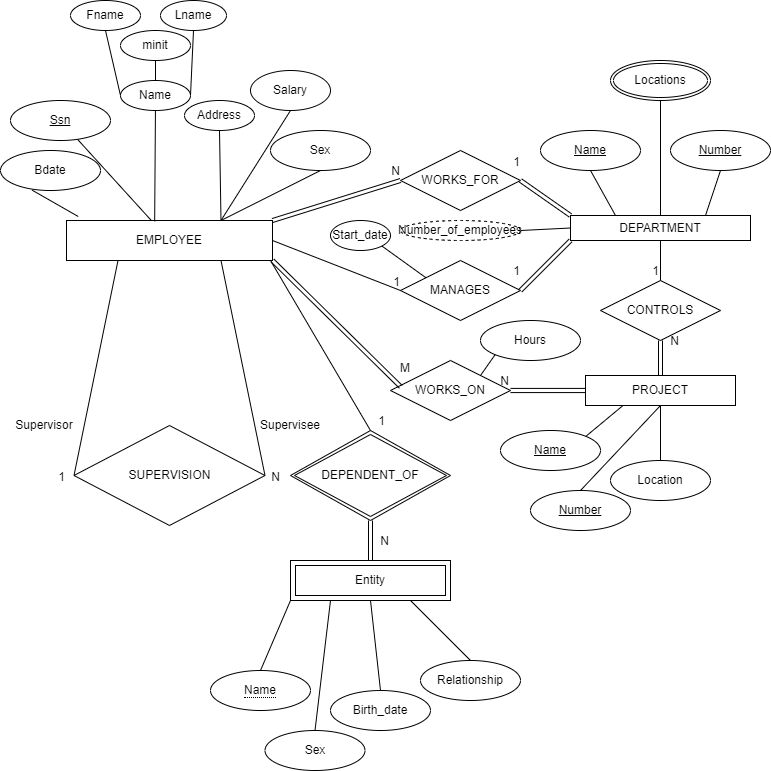 Fname
Lname
minit
Name
Ssn
Address
Salary
Bdate
Sex
Locations
Name
Number
N
WORKS_FOR
1
EMPLOYEE
Start_date
Number_of_employees
DEPARTMENT
1
MANAGES
1
1
CONTROLS
N
Hours
M
WORKS_ON
N
PROJECT
Supervisor
Supervisee
1
Name
1
SUPERVISION
N
DEPENDENT_OF
Location
Number
N
Entity
Name
Relationship
Birth_date
Sex